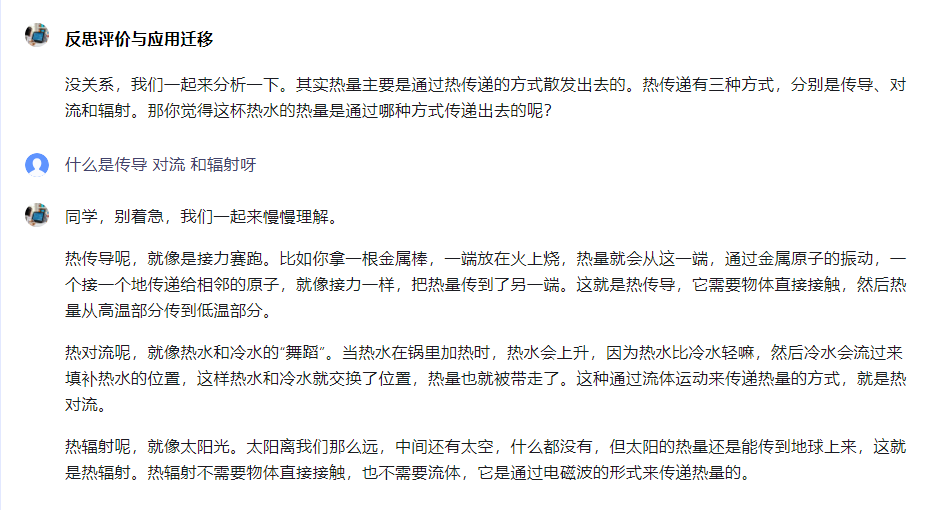 反思评价与应用迁移
没关系，我们一起来分析一下。其实热量主要是通过热传递的方式散发出去的。热传递有三种方式，分别是传导、对
流和辐射。那你觉得这杯热水的热量是通过哪种方式传递出去的呢？
什么是传导 对流 和辐射呀
同学，别着急，我们一起来慢慢理解。
热传导呢，就像是接力赛跑。比如你拿一根金属棒，一端放在火上烧，热量就会从这一端，通过金属原子的振动，一
个接一个地传递给相邻的原子，就像接力一样，把热量传到了另一端。这就是热传导，它需要物体直接接触，然后热
量从高温部分传到低温部分。
热对流呢，就像热水和冷水的“舞蹈”。当热水在锅里加热时，热水会上升，因为热水比冷水轻嘛，然后冷水会流过来
填补热水的位置，这样热水和冷水就交换了位置，热量也就被带走了。这种通过流体运动来传递热量的方式，就是热
对流。
热辐射呢，就像太阳光。太阳离我们那么远，中间还有太空，什么都没有，但太阳的热量还是能传到地球上来，这就
是热辐射。热辐射不需要物体直接接触，也不需要流体，它是通过电磁波的形式来传递热量的。